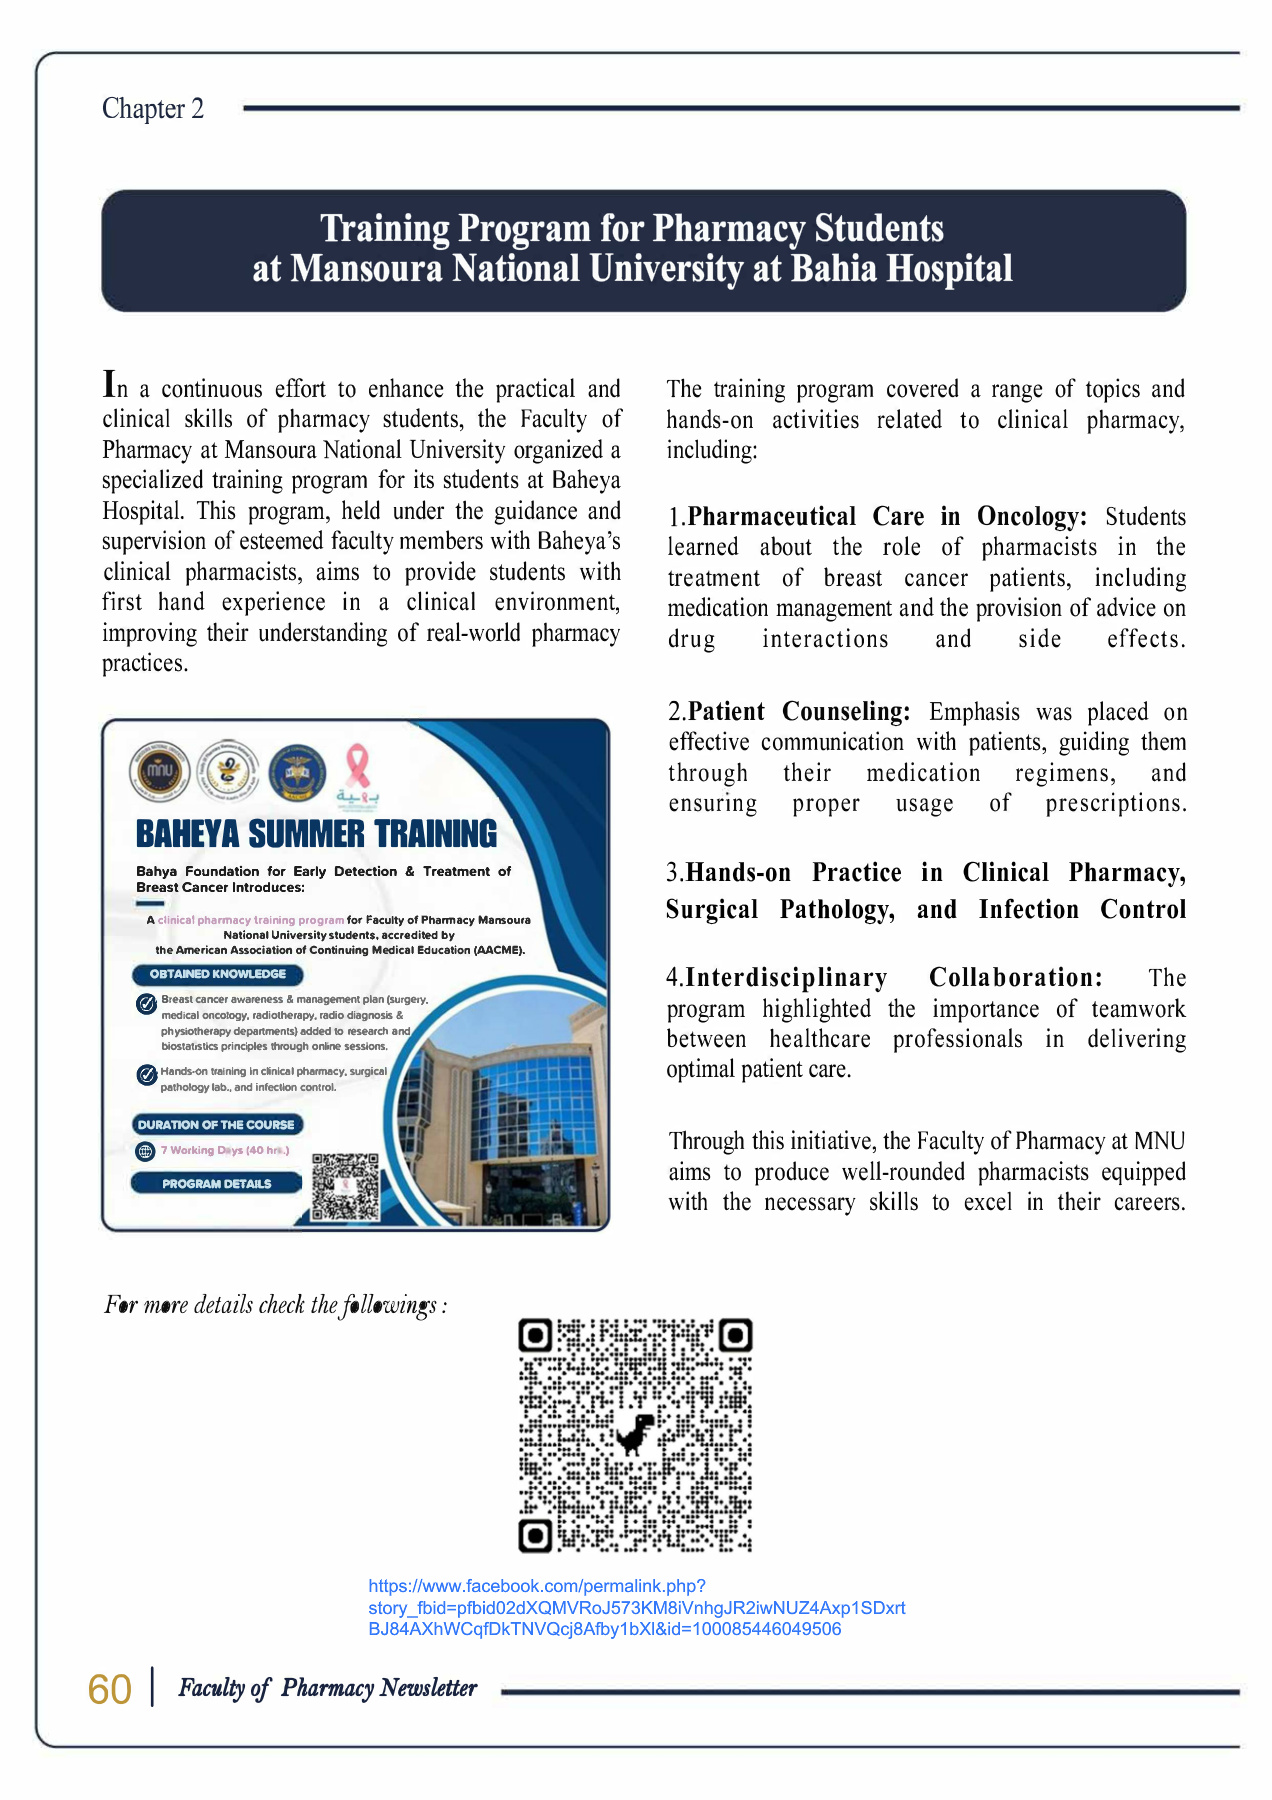 Chapter 2
Training Program for Pharmacy Students
at Mansoura National University at Bahia Hospital
In a continuous effort to enhance the practical and
clinical skills of pharmacy students, the Faculty of
Pharmacy at Mansoura National University organized a
specialized training program for its students at Baheya
Hospital. This program, held under the guidance and
supervision of esteemed faculty members with Baheya’s
clinical pharmacists, aims to provide students with
first hand experience in a clinical environment,
improving their understanding of real-world pharmacy
practices.
mnu
بهية
BAHEYA SUMMER TRAINING
Bahya Foundation for Early Detection & Treatment of
Breast Cancer Introduces:
A clinical pharmacy training program for Faculty of Pharmacy Mansoura
National University students, accredited by
the American Association of Continuing Medical Education (AACME).
OBTAINED KNOWLEDGE
Breast cancer awareness & management plan (surgery,
medical oncology, radiotherapy, radio diagnosis &
physiotherapy departments) added to research and
biostatistics principles through online sessions.
Hands-on training in clinical pharmacy, surgical
pathology lab., and infection control.
DURATION OF THE COURSE
7 Working Days (40 hrs.)
PROGRAM DETAILS
The training program covered a range of topics and
hands-on activities related to clinical pharmacy,
including:
1.Pharmaceutical Care in Oncology: Students
learned about the role of pharmacists in the
treatment of breast cancer patients, including
medication management and the provision of advice on
drug interactions and side effects.
2.Patient Counseling: Emphasis was placed on
effective communication with patients, guiding them
through their medication regimens, and
ensuring proper usage of prescriptions.
3.Hands-on Practice in Clinical Pharmacy,
Surgical Pathology, and Infection Control
4.Interdisciplinary Collaboration: The
program highlighted the importance of teamwork
between healthcare professionals in delivering
optimal patient care.
Through this initiative, the Faculty of Pharmacy at MNU
aims to produce well-rounded pharmacists equipped
with the necessary skills to excel in their careers.
For more details check the followings :
https://www.facebook.com/permalink.php?
story_fbid=pfbid02dXQMVRoJ573KM8iVnhgJR2iwNUZ4Axp1SDxrt
BJ84AXhWCqfDkTNVQcj8Afby1bXl&id=100085446049506
60 | Faculty of Pharmacy Newsletter